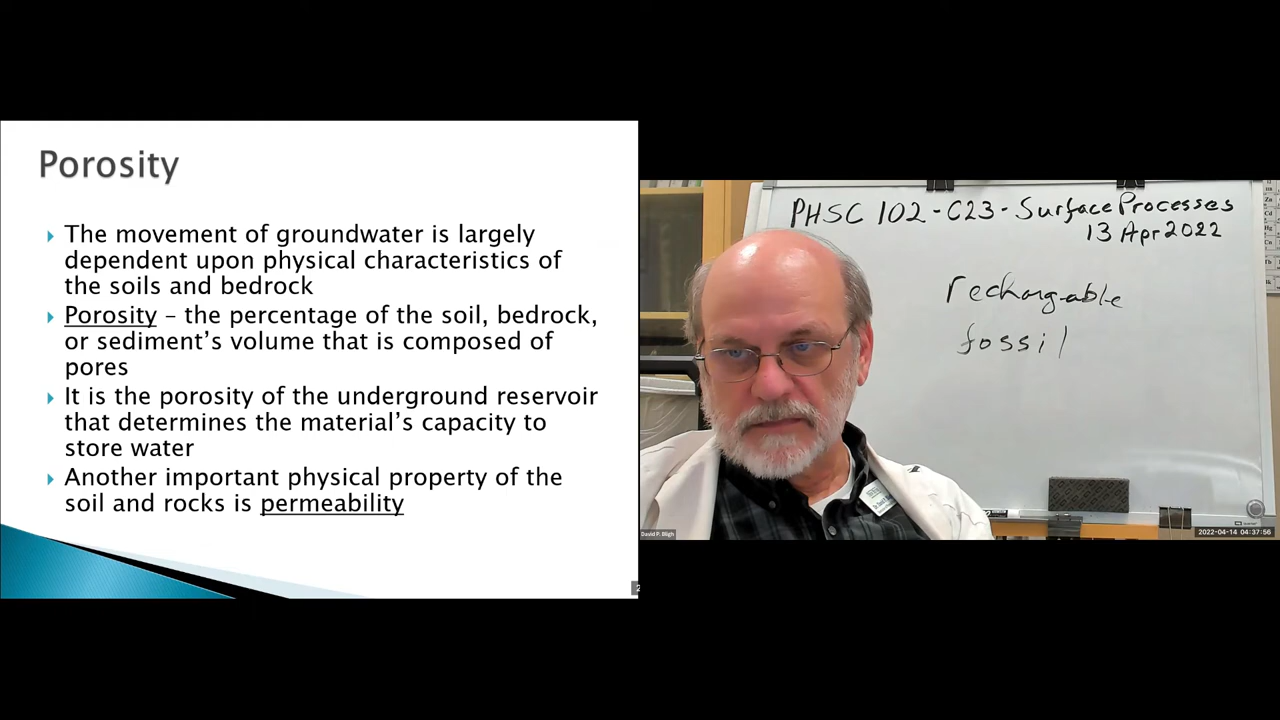 Porosity
The movement of groundwater is largely
dependent upon physical characteristics of
the soils and bedrock
Porosity – the percentage of the soil, bedrock,
or sediment's volume that is composed of
pores
It is the porosity of the underground reservoir
that determines the material's capacity to
store water
Another important physical property of the
soil and rocks is permeability
PHSC 102 - C23 - Surface Processes
13 Apr 2022
rechargable
fossil
David P. Bligh
2022-04-14 04:37:56